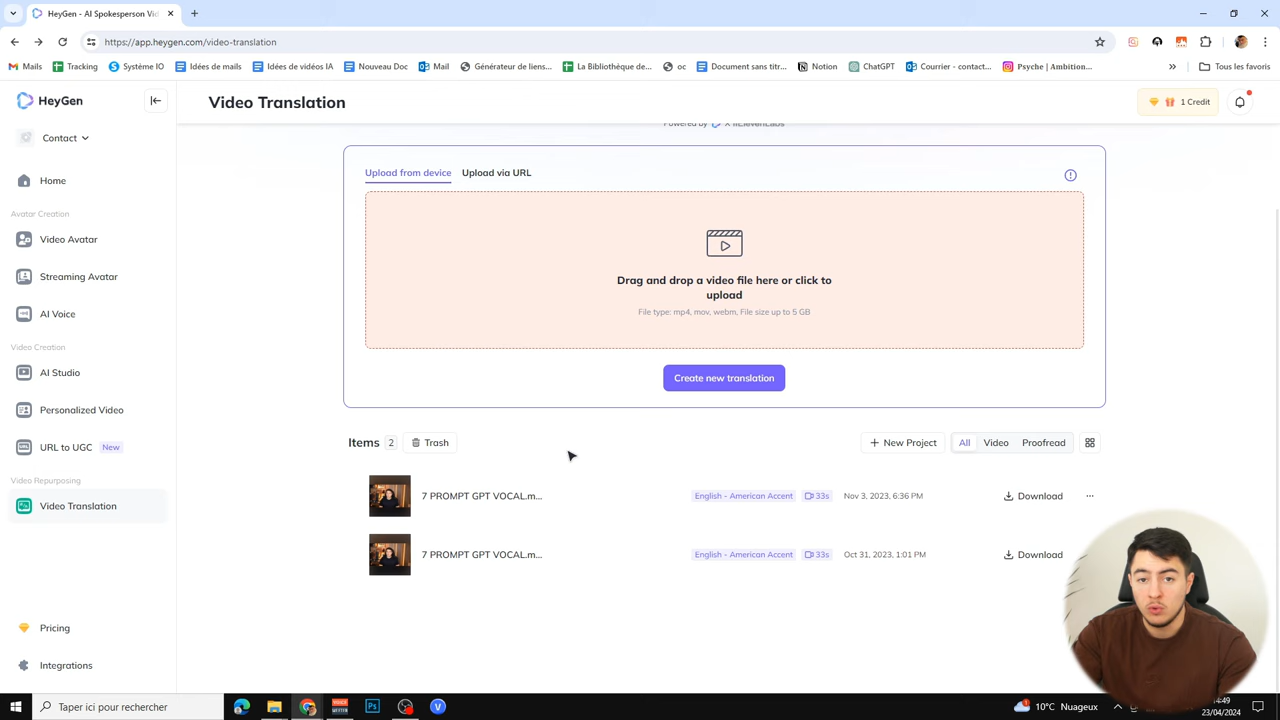 HeyGen - AI Spokesperson Vid
https://app.heygen.com/video-translation
Mails
Tracking
Système IO
Idées de mails
Idées de vidéos IA
Nouveau Doc
Mail
Générateur de liens...
La Bibliothèque de...
oc
Document sans titr...
Notion
ChatGPT
Courrier - contact...
Psyche | Ambition...
»
Tous les favoris
HeyGen
Video Translation
1 Credit
Contact
Powered by X IIElevenLabs
Home
Upload from device
Upload via URL
Avatar Creation
Video Avatar
Streaming Avatar
AI Voice
Drag and drop a video file here or click to
upload
File type: mp4, mov, webm, File size up to 5 GB
Video Creation
AI Studio
Create new translation
Personalized Video
URL to UGC New
Items 2
Trash
+ New Project
All
Video
Proofread
Video Repurposing
Video Translation
7 PROMPT GPT VOCAL.m...
English - American Accent
33s
Nov 3, 2023, 6:36 PM
Download
...
7 PROMPT GPT VOCAL.m...
English - American Accent
33s
Oct 31, 2023, 1:01 PM
Download
Pricing
Integrations
Taper ici pour rechercher
10°C Nuageux
14:49
23/04/2024